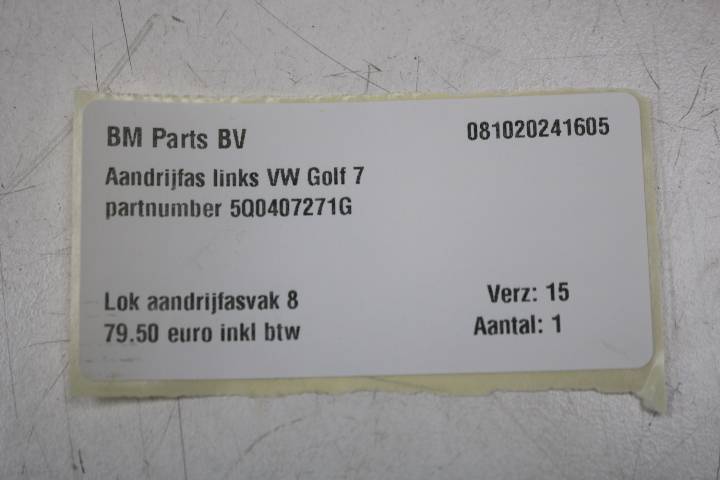 BM Parts BV 081020241605
Aandrijfas links VW Golf 7
partnumber 5Q0407271G
Lok aandrijfasvak 8 Verz: 15
79.50 euro inkl btw Aantal: 1